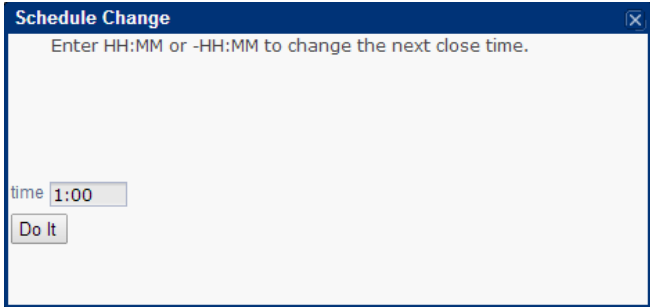 Schedule Change
Enter HH:MM or -HH:MM to change the next close time.
time 1:00
Do It